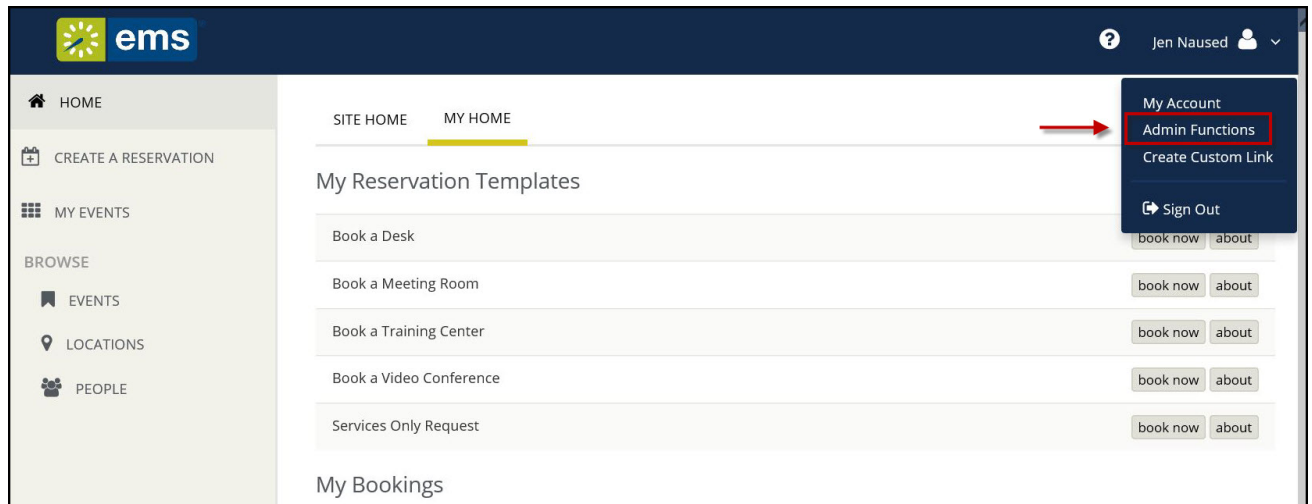 ems
Jen Naused
HOME
CREATE A RESERVATION
MY EVENTS
BROWSE
EVENTS
LOCATIONS
PEOPLE
SITE HOME MY HOME
My Account
Admin Functions
Create Custom Link
Sign Out
My Reservation Templates
Book a Desk book now about
Book a Meeting Room book now about
Book a Training Center book now about
Book a Video Conference book now about
Services Only Request book now about
My Bookings